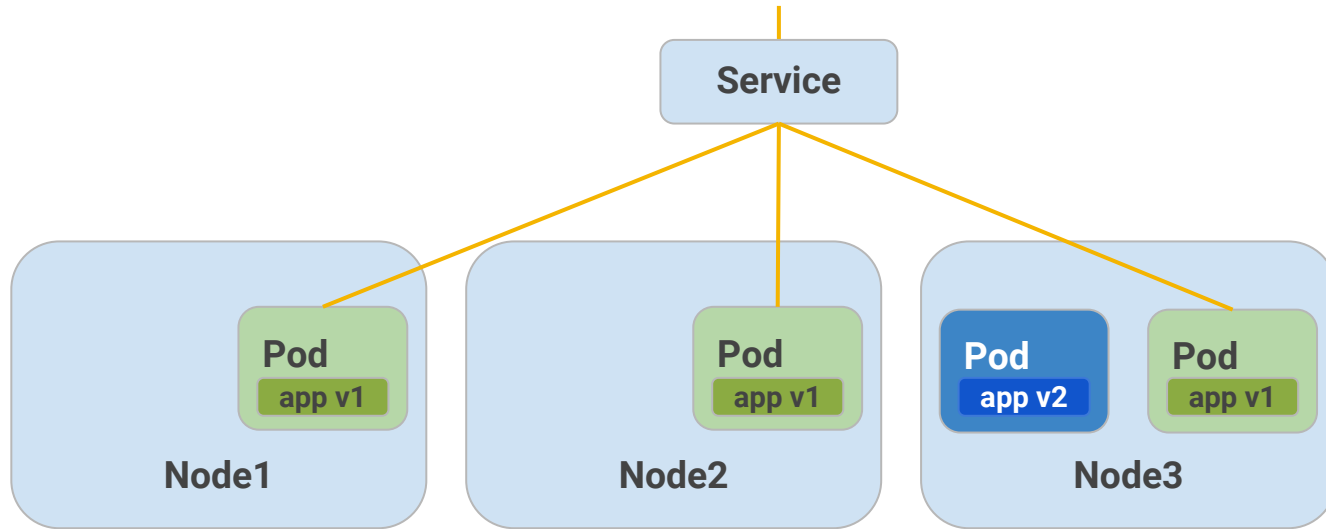 Service
Pod
app v1
Node1
Pod
app v1
Node2
Pod
app v2
Pod
app v1
Node3